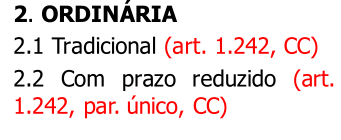 2. ORDINÁRIA
2.1 Tradicional (art. 1.242, CC)
2.2 Com prazo reduzido (art.
1.242, par. único, CC)